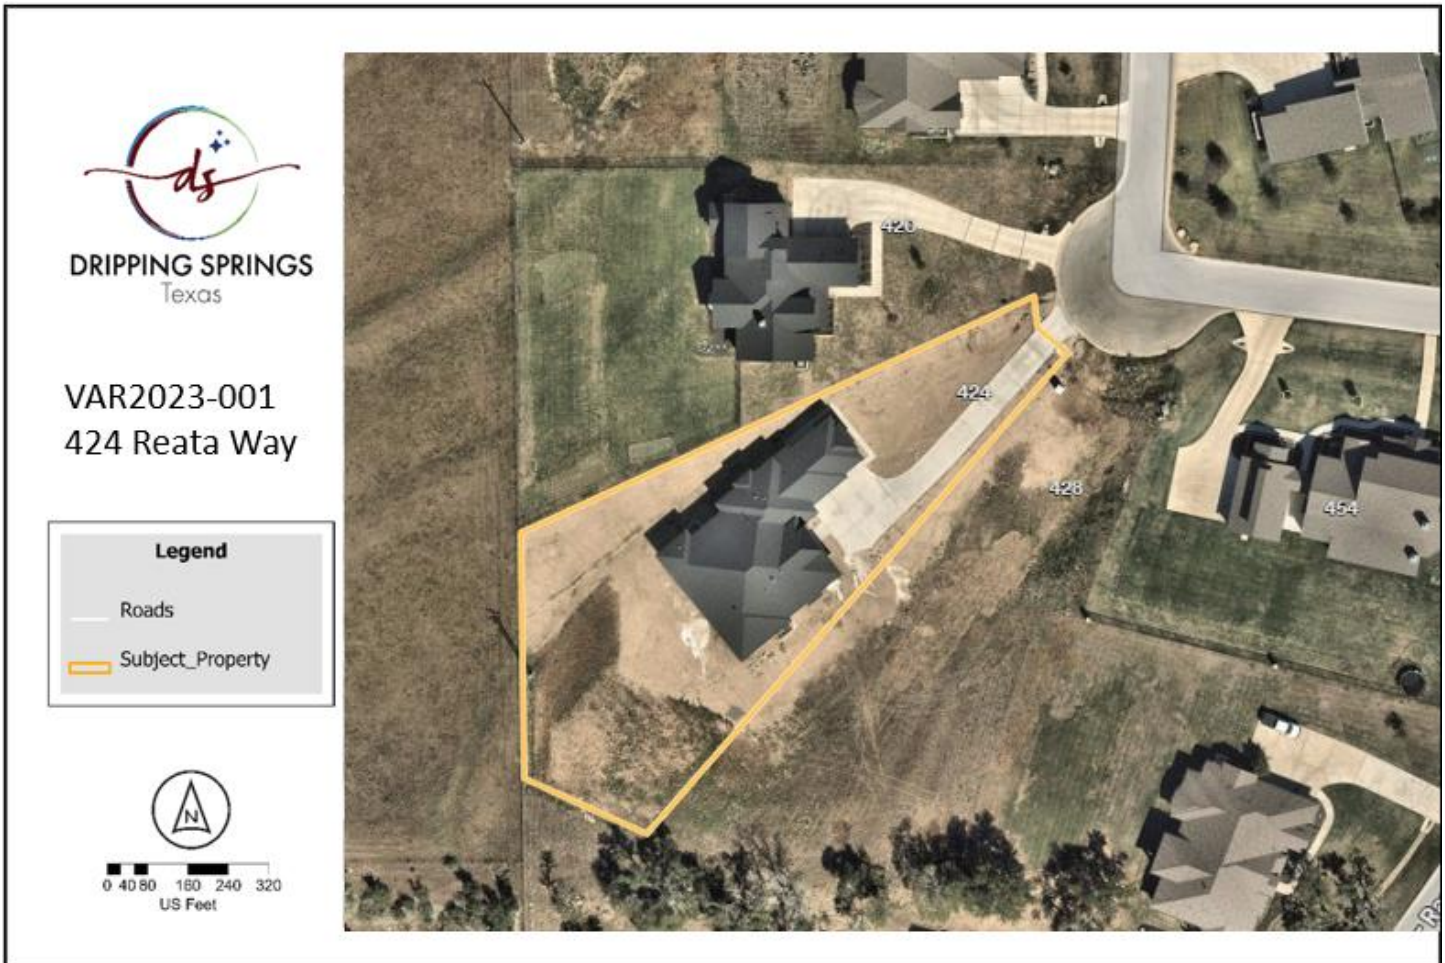 ds
DRIPPING SPRINGS
Texas
VAR2023-001
424 Reata Way
Legend
Roads
Subject_Property
N
0 40 80 160 240 320
US Feet
420
424
428
454